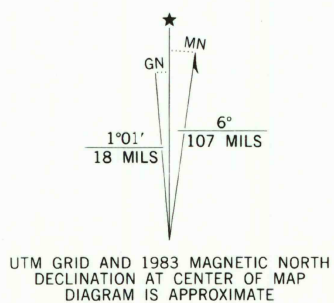 MN
GN
1°01′
18 MILS
6°
107 MILS
UTM GRID AND 1983 MAGNETIC NORTH
DECLINATION AT CENTER OF MAP
DIAGRAM IS APPROXIMATE